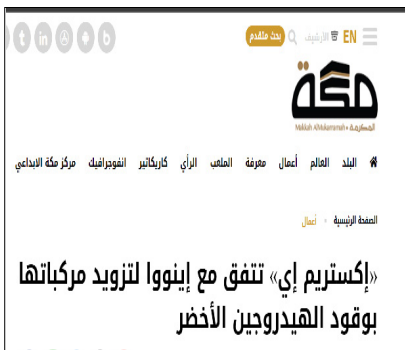 EN الأرشيف بحث متقدم
مكة
المكرمة Makkah AlMukarramah
البلد العالم أعمال معرفة الملعب الرأي كاريكاتير انفوجرافيك مركز مكة الابداعي
الصفحة الرئيسية أعمال
«إكستريم إي» تتفق مع إينووا لتزويد مركباتها
بوقود الهيدروجين الأخضر